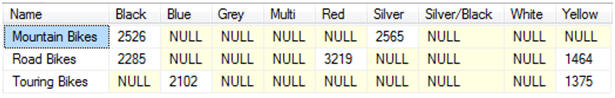 Name Black Blue Grey Multi Red Silver Silver/Black White Yellow
Mountain Bikes 2526 NULL NULL NULL NULL 2565 NULL NULL NULL
Road Bikes 2285 NULL NULL NULL 3219 NULL NULL NULL 1464
Touring Bikes NULL 2102 NULL NULL NULL NULL NULL NULL 1375